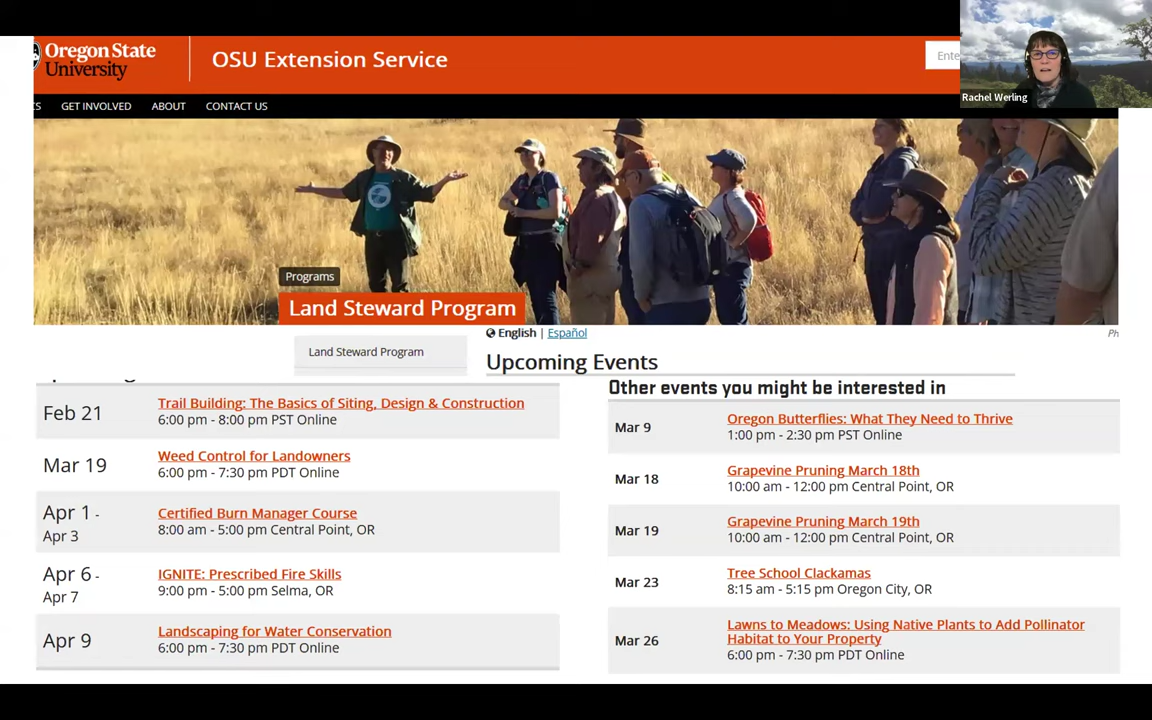 Oregon State
University
OSU Extension Service
Ente
Rachel Werling
CS
GET INVOLVED
ABOUT
CONTACT US
Programs
Land Steward Program
English | Español
Ph
Land Steward Program
Upcoming Events
Feb 21
Trail Building: The Basics of Siting, Design & Construction
6:00 pm - 8:00 pm PST Online
Mar 19
Weed Control for Landowners
6:00 pm - 7:30 pm PDT Online
Apr 1 -
Apr 3
Certified Burn Manager Course
8:00 am - 5:00 pm Central Point, OR
Apr 6 -
Apr 7
IGNITE: Prescribed Fire Skills
9:00 pm - 5:00 pm Selma, OR
Apr 9
Landscaping for Water Conservation
6:00 pm - 7:30 pm PDT Online
Other events you might be interested in
Mar 9
Oregon Butterflies: What They Need to Thrive
1:00 pm - 2:30 pm PST Online
Mar 18
Grapevine Pruning March 18th
10:00 am - 12:00 pm Central Point, OR
Mar 19
Grapevine Pruning March 19th
10:00 am - 12:00 pm Central Point, OR
Mar 23
Tree School Clackamas
8:15 am - 5:15 pm Oregon City, OR
Mar 26
Lawns to Meadows: Using Native Plants to Add Pollinator
Habitat to Your Property
6:00 pm - 7:30 pm PDT Online